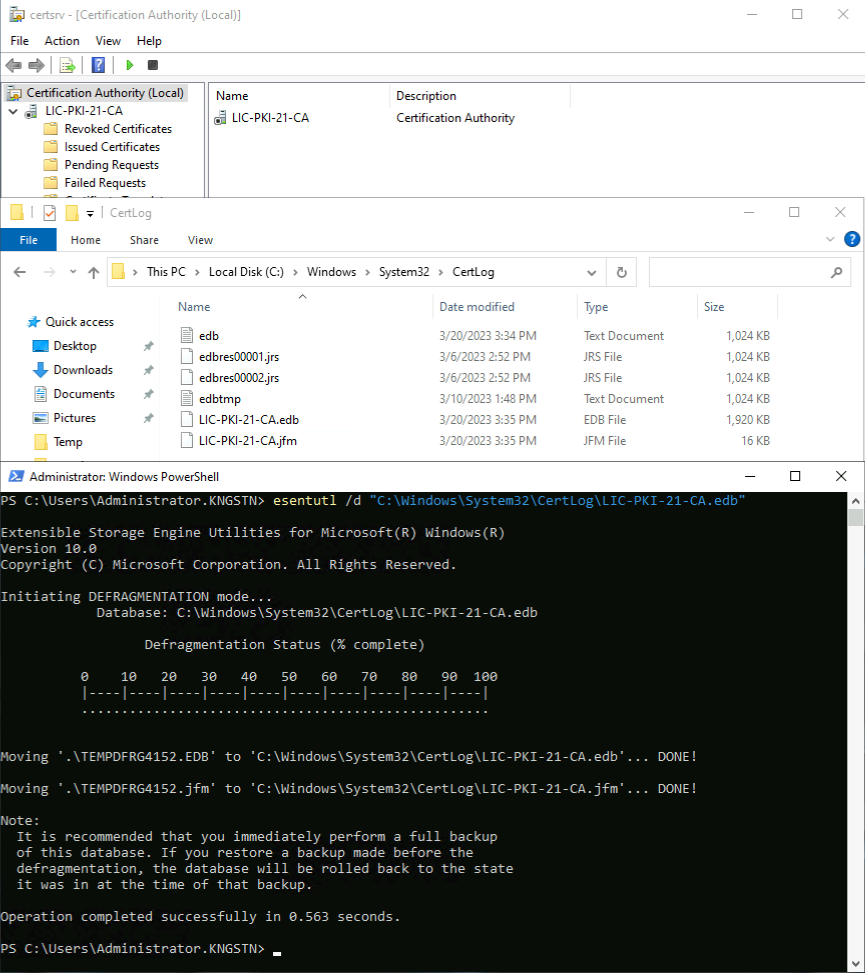 certsrv - [Certification Authority (Local)]
File Action View Help
Certification Authority (Local)
LIC-PKI-21-CA
Revoked Certificates
Issued Certificates
Pending Requests
Failed Requests
Name Description
LIC-PKI-21-CA Certification Authority
CertLog
File Home Share View
This PC > Local Disk (C:) > Windows > System32 > CertLog
Quick access
Desktop
Downloads
Documents
Pictures
Temp
Name Date modified Type Size
edb 3/20/2023 3:34 PM Text Document 1,024 KB
edbres00001.jrs 3/6/2023 2:52 PM JRS File 1,024 KB
edbres00002.jrs 3/6/2023 2:52 PM JRS File 1,024 KB
edbtmp 3/10/2023 1:48 PM Text Document 1,024 KB
LIC-PKI-21-CA.edb 3/20/2023 3:35 PM EDB File 1,920 KB
LIC-PKI-21-CA.jfm 3/20/2023 3:35 PM JFM File 16 KB
Administrator: Windows PowerShell
PS C:\Users\Administrator.KNGSTN> esentutl /d "C:\Windows\System32\CertLog\LIC-PKI-21-CA.edb"
Extensible Storage Engine Utilities for Microsoft(R) Windows(R)
Version 10.0
Copyright (C) Microsoft Corporation. All Rights Reserved.
Initiating DEFRAGMENTATION mode...
Database: C:\Windows\System32\CertLog\LIC-PKI-21-CA.edb
Defragmentation Status (% complete)
0 10 20 30 40 50 60 70 80 90 100
|----|----|----|----|----|----|----|----|----|----|
...................................................
Moving '.\TEMPDFRG4152.EDB' to 'C:\Windows\System32\CertLog\LIC-PKI-21-CA.edb'... DONE!
Moving '.\TEMPDFRG4152.jfm' to 'C:\Windows\System32\CertLog\LIC-PKI-21-CA.jfm'... DONE!
Note:
It is recommended that you immediately perform a full backup
of this database. If you restore a backup made before the
defragmentation, the database will be rolled back to the state
it was in at the time of that backup.
Operation completed successfully in 0.563 seconds.
PS C:\Users\Administrator.KNGSTN>